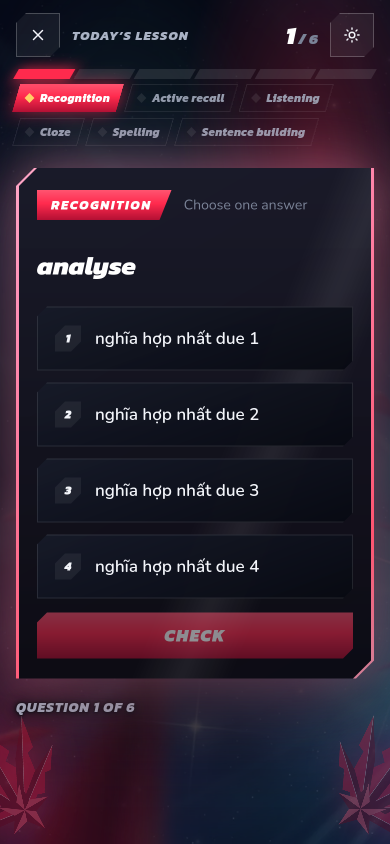 TODAY'S LESSON
1 / 6
Recognition
Active recall
Listening
Cloze
Spelling
Sentence building
RECOGNITION
Choose one answer
analyse
1 nghĩa hợp nhất due 1
2 nghĩa hợp nhất due 2
3 nghĩa hợp nhất due 3
4 nghĩa hợp nhất due 4
CHECK
QUESTION 1 OF 6